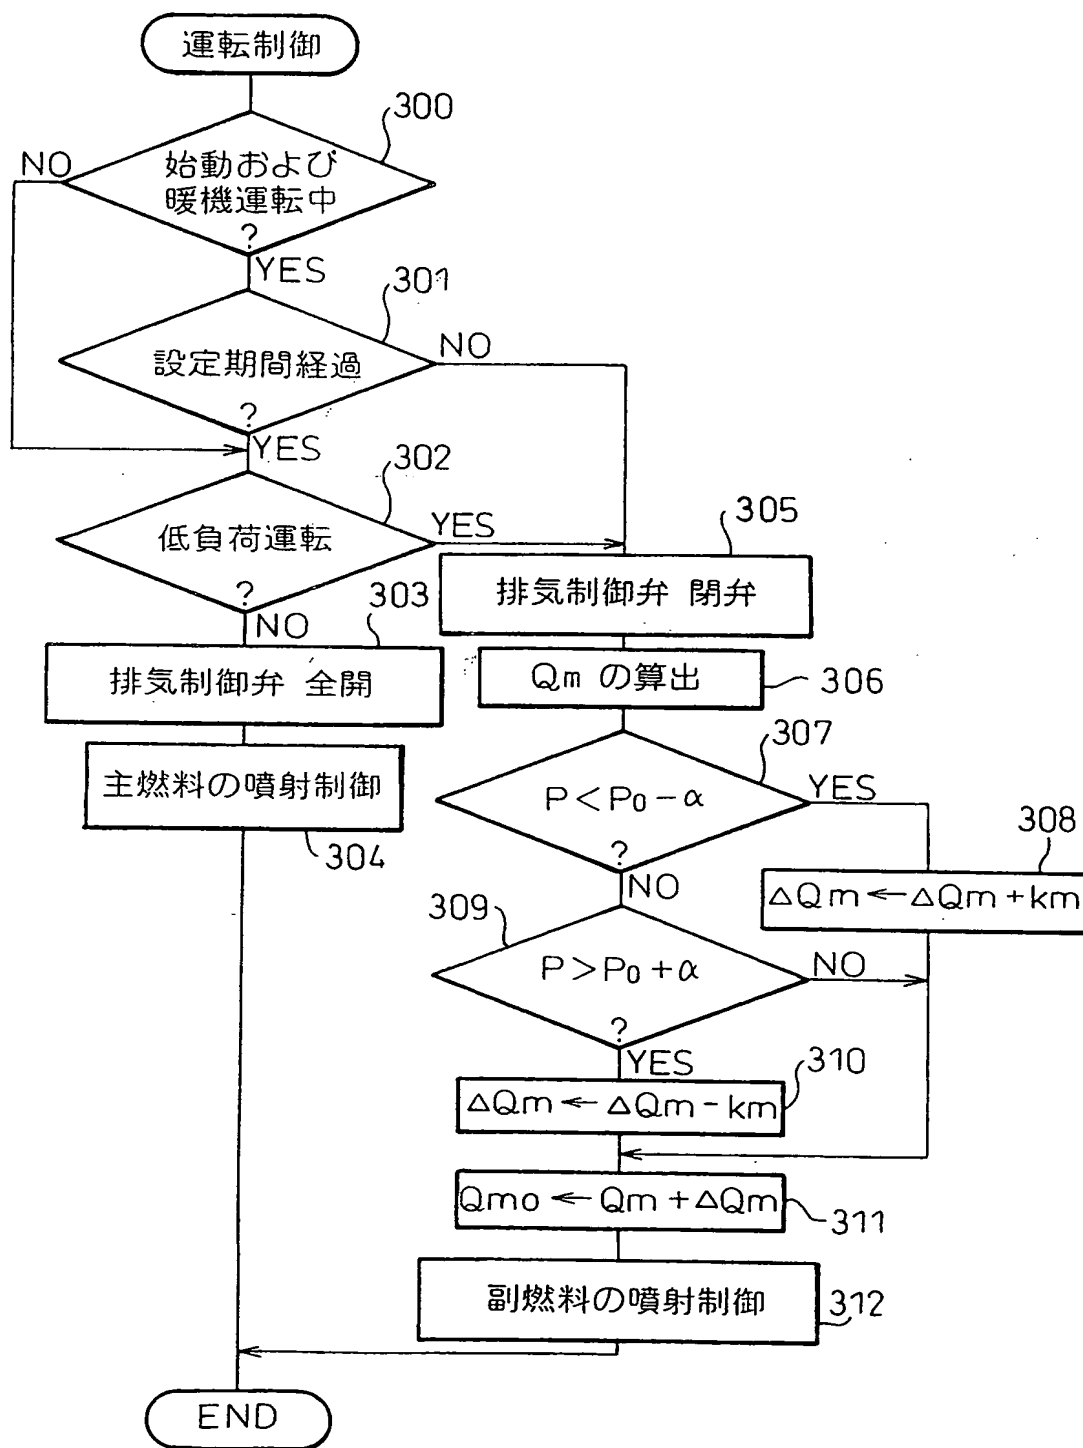 運転制御
300
NO
始動および
暖機運転中
?
YES
301
設定期間経過
NO
?
YES
302
低負荷運転
YES
?
NO
303
排気制御弁 全開
主燃料の噴射制御
304
305
排気制御弁 閉弁
Qm の算出
306
307
P<P0-α
YES
?
NO
308
ΔQm←ΔQm+km
309
P>P0+α
NO
?
YES
310
ΔQm←ΔQm-km
Qmo←Qm+ΔQm
311
副燃料の噴射制御
312
END